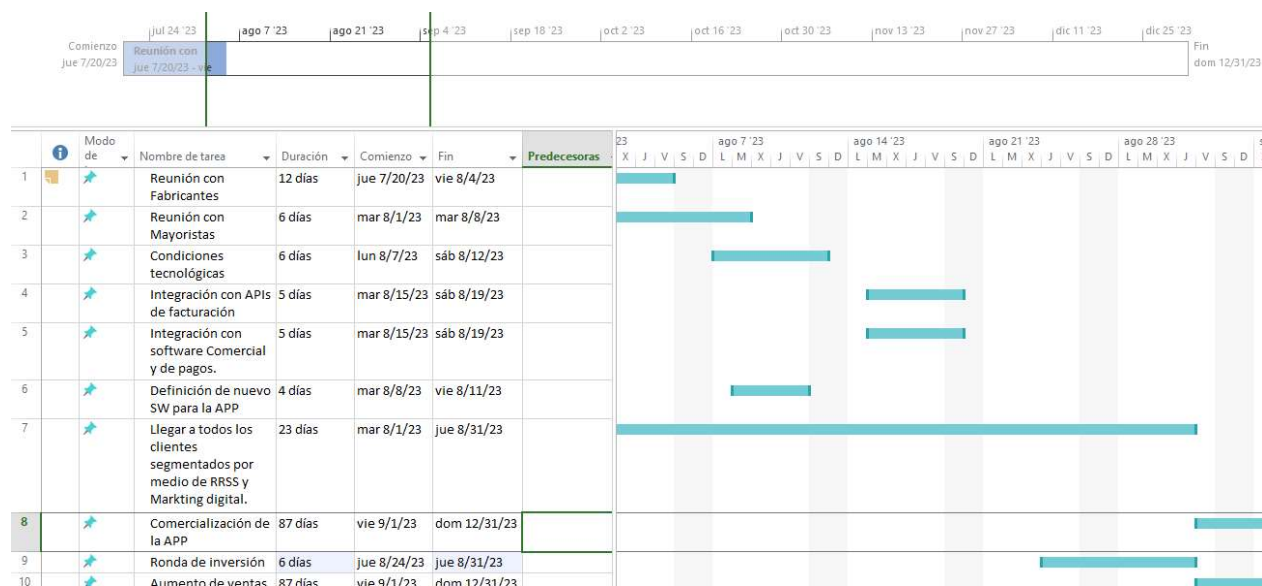 jul 24 '23 ago 7 '23 ago 21 '23 sep 4 '23 sep 18 '23 oct 2 '23 oct 16 '23 oct 30 '23 nov 13 '23 nov 27 '23 dic 11 '23 dic 25 '23
Comienzo
jue 7/20/23
Reunión con
jue 7/20/23 - vie
Fin
dom 12/31/23
Modo
de Nombre de tarea Duración Comienzo Fin Predecesoras
23 ago 7 '23 ago 14 '23 ago 21 '23 ago 28 '23 s
X J V S D L M X J V S D L M X J V S D L M X J V S D L M X J V S D
1 Reunión con 12 días jue 7/20/23 vie 8/4/23
Fabricantes
2 Reunión con 6 días mar 8/1/23 mar 8/8/23
Mayoristas
3 Condiciones 6 días lun 8/7/23 sáb 8/12/23
tecnológicas
4 Integración con APIs 5 días mar 8/15/23 sáb 8/19/23
de facturación
5 Integración con 5 días mar 8/15/23 sáb 8/19/23
software Comercial
y de pagos.
6 Definición de nuevo 4 días mar 8/8/23 vie 8/11/23
SW para la APP
7 Llegar a todos los 23 días mar 8/1/23 jue 8/31/23
clientes
segmentados por
medio de RRSS y
Markting digital.
8 Comercialización de 87 días vie 9/1/23 dom 12/31/23
la APP
9 Ronda de inversión 6 días jue 8/24/23 jue 8/31/23
10 Aumento de ventas 87 días vie 9/1/23 dom 12/31/23